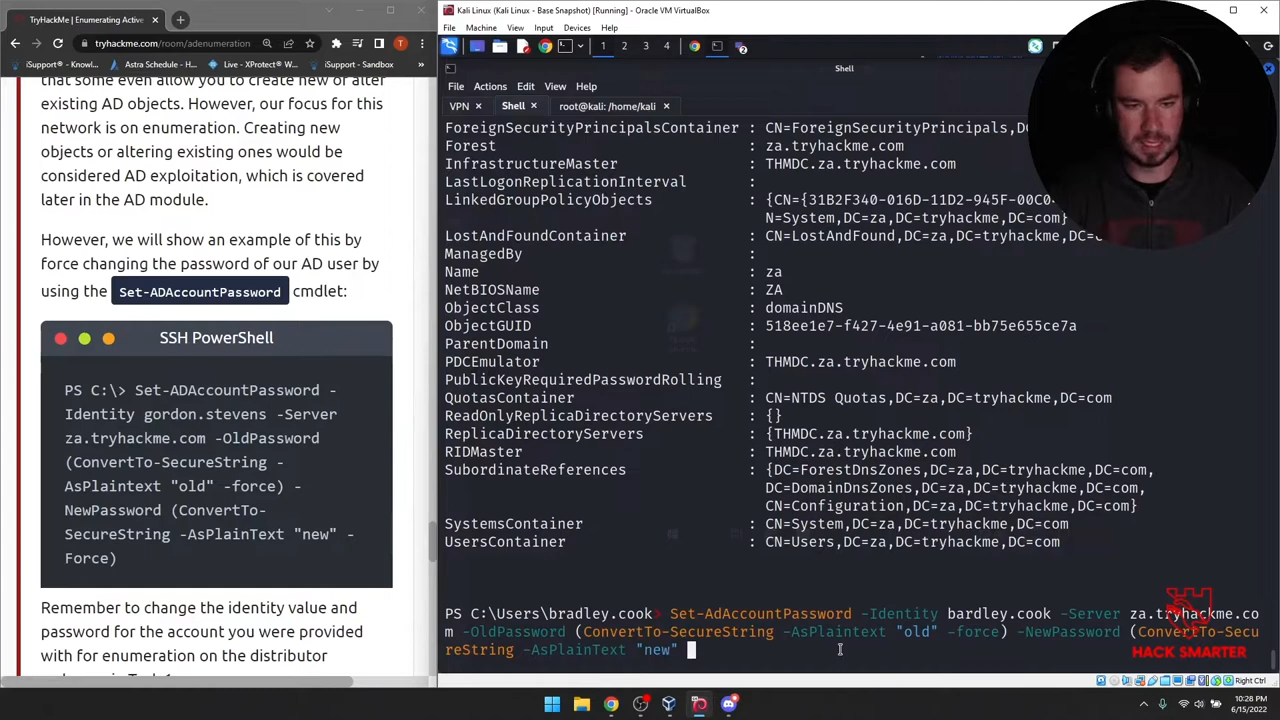 TryHackMe | Enumerating Active
Kali Linux (Kali Linux - Base Snapshot) [Running] - Oracle VM VirtualBox
File Machine View Input Devices Help
tryhackme.com/room/adenumeration
iSupport - Knowl...
Astra Schedule - H...
Live - XProtect® W...
iSupport - Sandbox
1 2 3 4
Shell
File Actions Edit View Help
VPN
Shell
root@kali: /home/kali
that some even allow you to create new or alter
existing AD objects. However, our focus for this
network is on enumeration. Creating new
objects or altering existing ones would be
considered AD exploitation, which is covered
later in the AD module.
However, we will show an example of this by
force changing the password of our AD user by
using the Set-ADAccountPassword cmdlet:
SSH PowerShell
PS C:\> Set-ADAccountPassword -
Identity gordon.stevens -Server
za.tryhackme.com -OldPassword
(ConvertTo-SecureString -
AsPlaintext "old" -force) -
NewPassword (ConvertTo-
SecureString -AsPlainText "new" -
Force)
Remember to change the identity value and
password for the account you were provided
with for enumeration on the distributor
ForeignSecurityPrincipalsContainer : CN=ForeignSecurityPrincipals,DC
Forest : za.tryhackme.com
InfrastructureMaster : THMDC.za.tryhackme.com
LastLogonReplicationInterval :
LinkedGroupPolicyObjects : {CN={31B2F340-016D-11D2-945F-00C0
N=System,DC=za,DC=tryhackme,DC=com}
LostAndFoundContainer : CN=LostAndFound,DC=za,DC=tryhackme,DC=c
ManagedBy :
Name : za
NetBIOSName : ZA
ObjectClass : domainDNS
ObjectGUID : 518ee1e7-f427-4e91-a081-bb75e655ce7a
ParentDomain :
PDCEmulator : THMDC.za.tryhackme.com
PublicKeyRequiredPasswordRolling :
QuotasContainer : CN=NTDS Quotas,DC=za,DC=tryhackme,DC=com
ReadOnlyReplicaDirectoryServers : {}
ReplicaDirectoryServers : {THMDC.za.tryhackme.com}
RIDMaster : THMDC.za.tryhackme.com
SubordinateReferences : {DC=ForestDnsZones,DC=za,DC=tryhackme,DC=com,
DC=DomainDnsZones,DC=za,DC=tryhackme,DC=com,
CN=Configuration,DC=za,DC=tryhackme,DC=com}
SystemsContainer : CN=System,DC=za,DC=tryhackme,DC=com
UsersContainer : CN=Users,DC=za,DC=tryhackme,DC=com
PS C:\Users\bradley.cook> Set-AdAccountPassword -Identity bardley.cook -Server za.tryhackme.co
m -OldPassword (ConvertTo-SecureString -AsPlaintext "old" -force) -NewPassword (ConvertTo-Secu
reString -AsPlainText "new"
HACK SMARTER
Right Ctrl
10:28 PM
6/15/2022